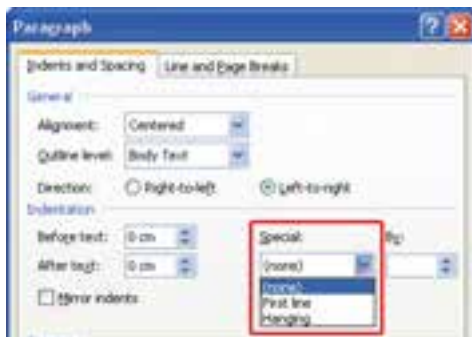 Paragraph
Indents and Spacing Line and Page Breaks
General
Alignment: Centered
Outline level: Body Text
Direction: Right-to-left Left-to-right
Indentation
Before text: 0 cm Special: By:
After text: 0 cm (none)
Mirror indents (none)
First line
Hanging